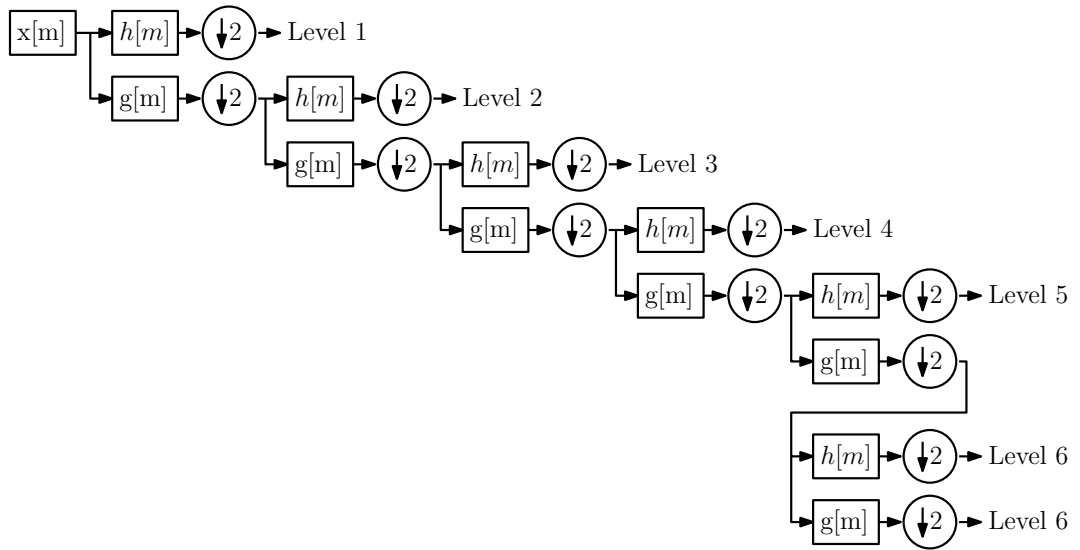 x[m] h[m] ↓2 Level 1
g[m] ↓2 h[m] ↓2 Level 2
g[m] ↓2 h[m] ↓2 Level 3
g[m] ↓2 h[m] ↓2 Level 4
g[m] ↓2 h[m] ↓2 Level 5
g[m] ↓2
h[m] ↓2 Level 6
g[m] ↓2 Level 6